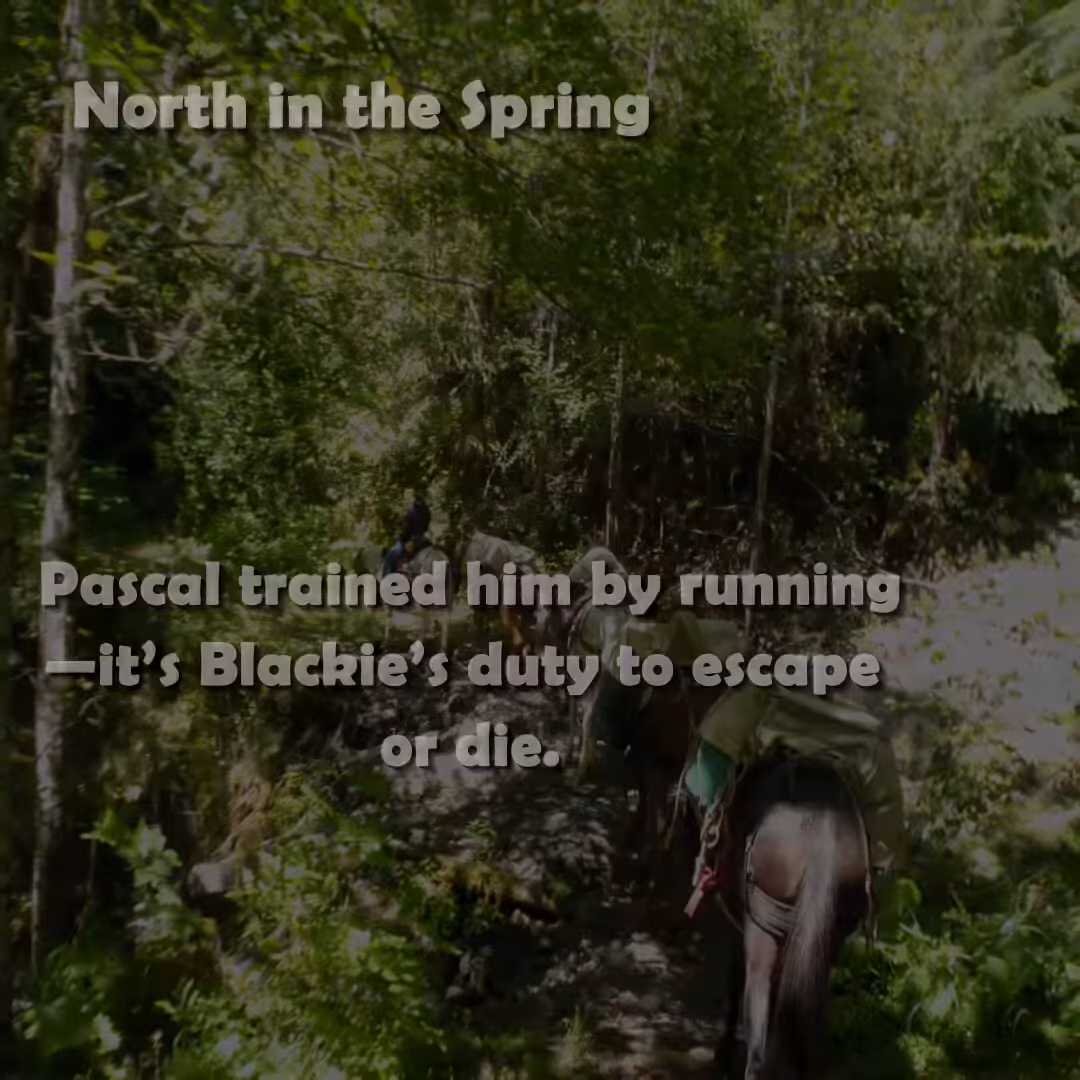 North in the Spring
Pascal trained him by running
—it’s Blackie’s duty to escape
or die.